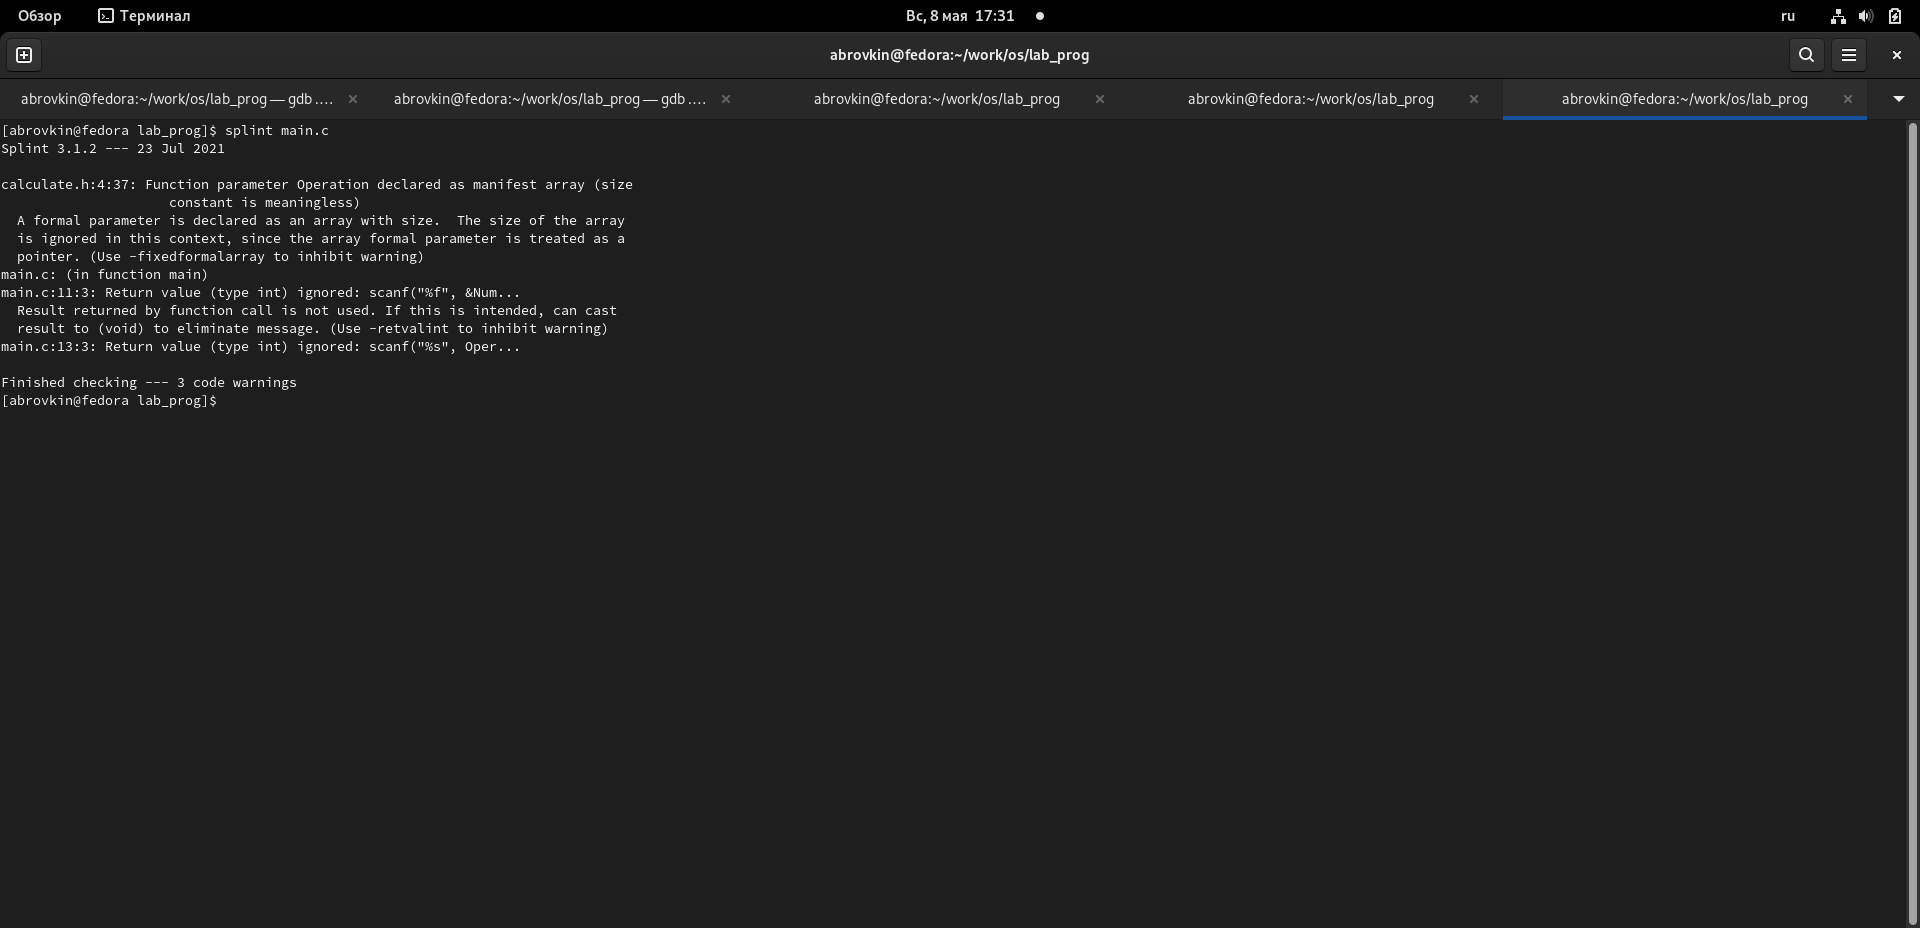 Обзор Терминал Вс, 8 мая 17:31 ru
abrovkin@fedora:~/work/os/lab_prog
abrovkin@fedora:~/work/os/lab_prog — gdb .... abrovkin@fedora:~/work/os/lab_prog — gdb .... abrovkin@fedora:~/work/os/lab_prog abrovkin@fedora:~/work/os/lab_prog abrovkin@fedora:~/work/os/lab_prog
[abrovkin@fedora lab_prog]$ splint main.c
Splint 3.1.2 --- 23 Jul 2021
calculate.h:4:37: Function parameter Operation declared as manifest array (size
constant is meaningless)
A formal parameter is declared as an array with size.  The size of the array
is ignored in this context, since the array formal parameter is treated as a
pointer. (Use -fixedformalarray to inhibit warning)
main.c: (in function main)
main.c:11:3: Return value (type int) ignored: scanf("%f", &Num...
Result returned by function call is not used. If this is intended, can cast
result to (void) to eliminate message. (Use -retvalint to inhibit warning)
main.c:13:3: Return value (type int) ignored: scanf("%s", Oper...
Finished checking --- 3 code warnings
[abrovkin@fedora lab_prog]$